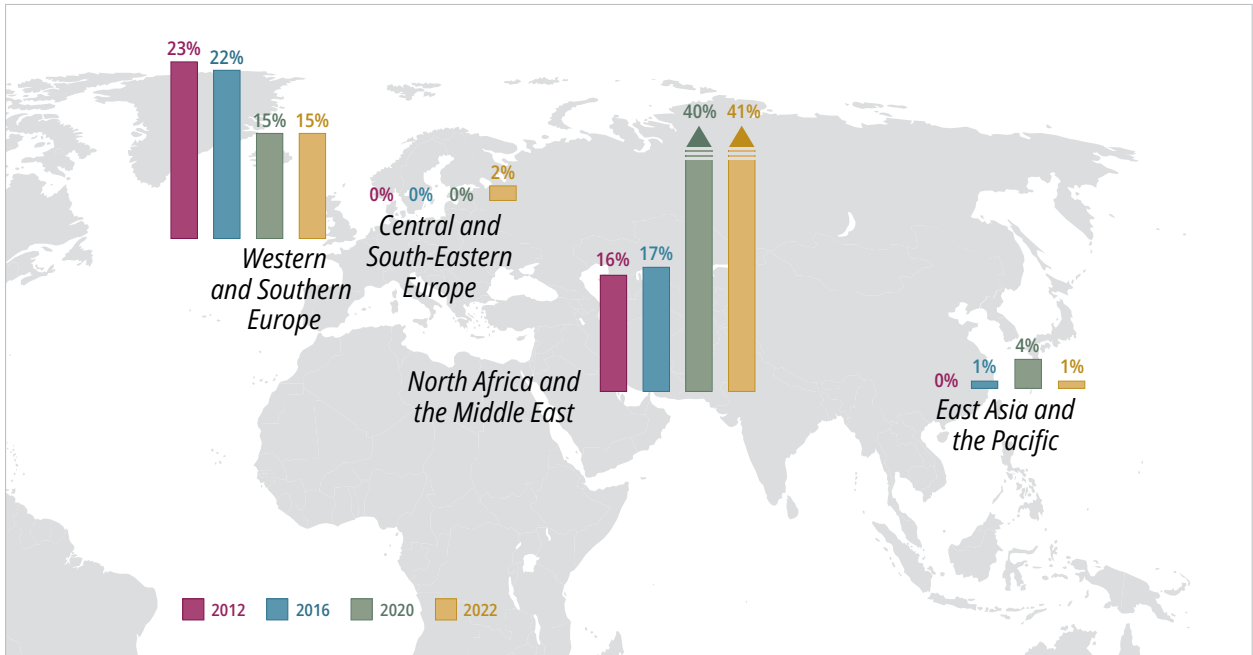 23%
22%
15%
15%
Western
and Southern
Europe
0%
0%
0%
2%
Central and
South-Eastern
Europe
16%
17%
40%
41%
North Africa and
the Middle East
0%
1%
4%
1%
East Asia and
the Pacific
2012
2016
2020
2022